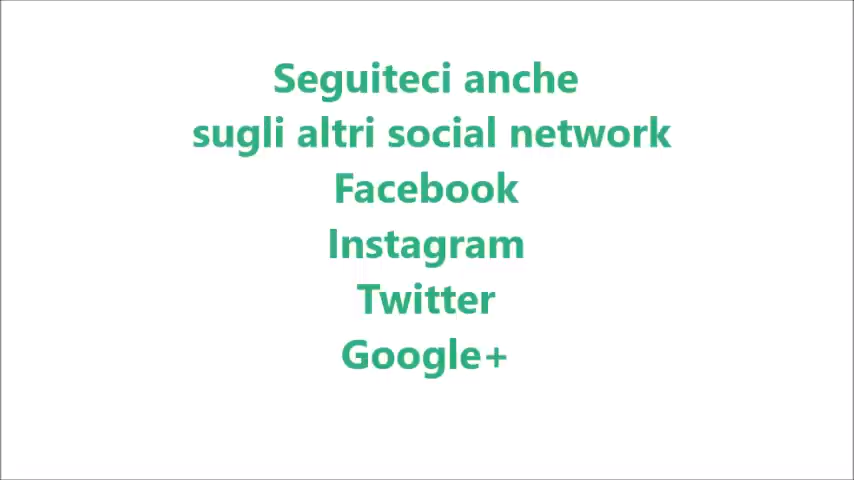 Seguiteci anche
sugli altri social network
Facebook
Instagram
Twitter
Google+